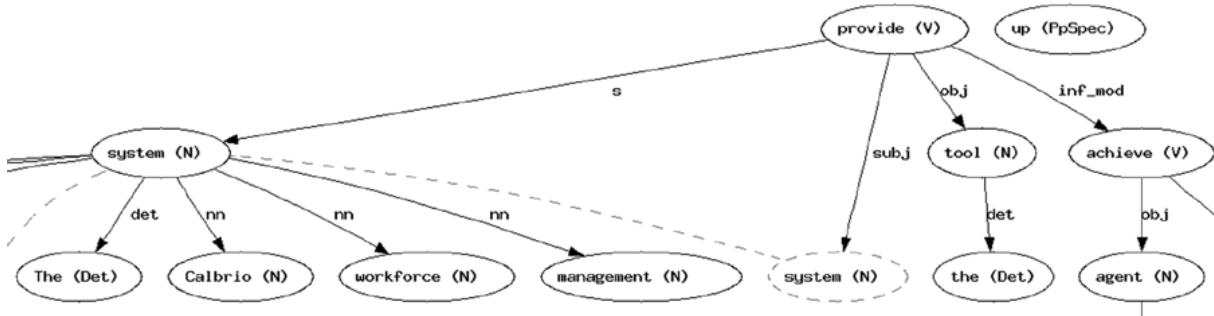 provide (V) up (PpSpec)
s obj inf_mod
system (N) subj tool (N) achieve (V)
det nn nn nn det obj
The (Det) Calbrio (N) workforce (N) management (N) system (N) the (Det) agent (N)